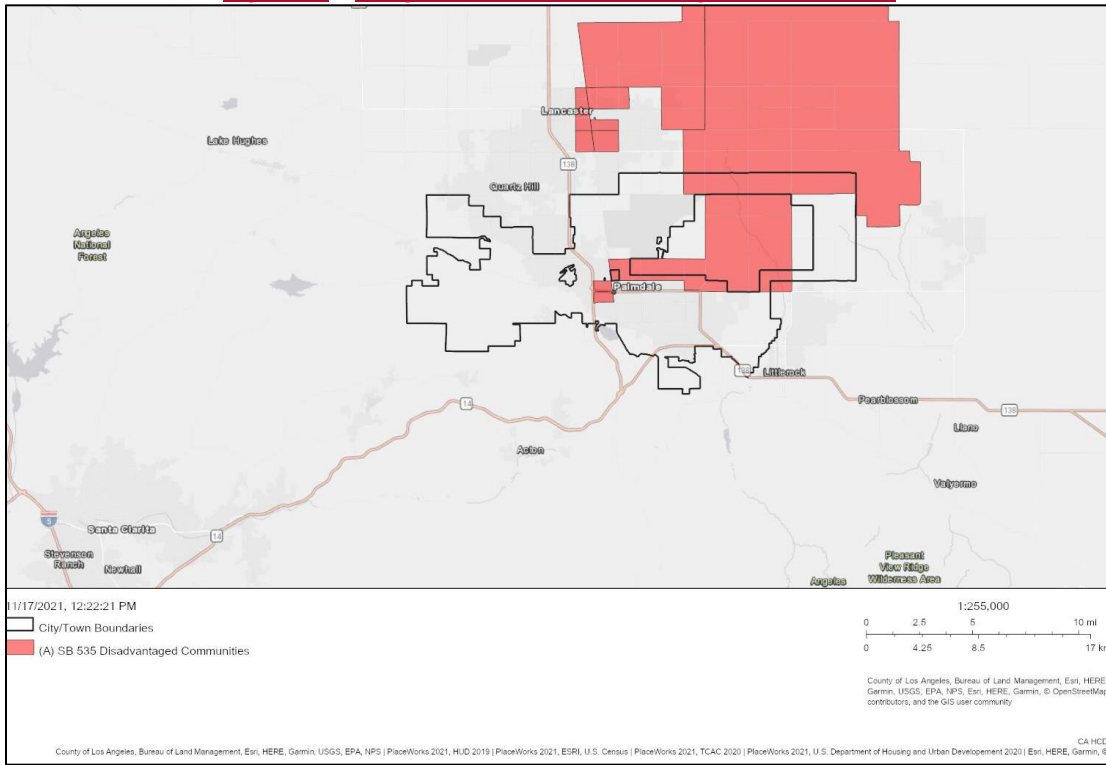 Lancaster
Lake Hughes
138
Quartz Hill
Angeles
National
Forest
Palmdale
138
Littlerock
Pearblossom
14
138
Llano
Acton
Valyermo
5
Santa Clarita
14
Stevenson
Ranch
Newhall
Pleasant
View Ridge
Wilderness Area
Angeles
11/17/2021, 12:22:21 PM
City/Town Boundaries
(A) SB 535 Disadvantaged Communities
1:255,000
0 2.5 5 10 mi
0 4.25 8.5 17 km
County of Los Angeles, Bureau of Land Management, Esri, HERE,
Garmin, USGS, EPA, NPS, Esri, HERE, Garmin, © OpenStreetMap
contributors, and the GIS user community
CA HCD
County of Los Angeles, Bureau of Land Management, Esri, HERE, Garmin, USGS, EPA, NPS | PlaceWorks 2021, HUD 2019 | PlaceWorks 2021, ESRI, U.S. Census | PlaceWorks 2021, TCAC 2020 | PlaceWorks 2021, U.S. Department of Housing and Urban Developement 2020 | Esri, HERE, Garmin, ©